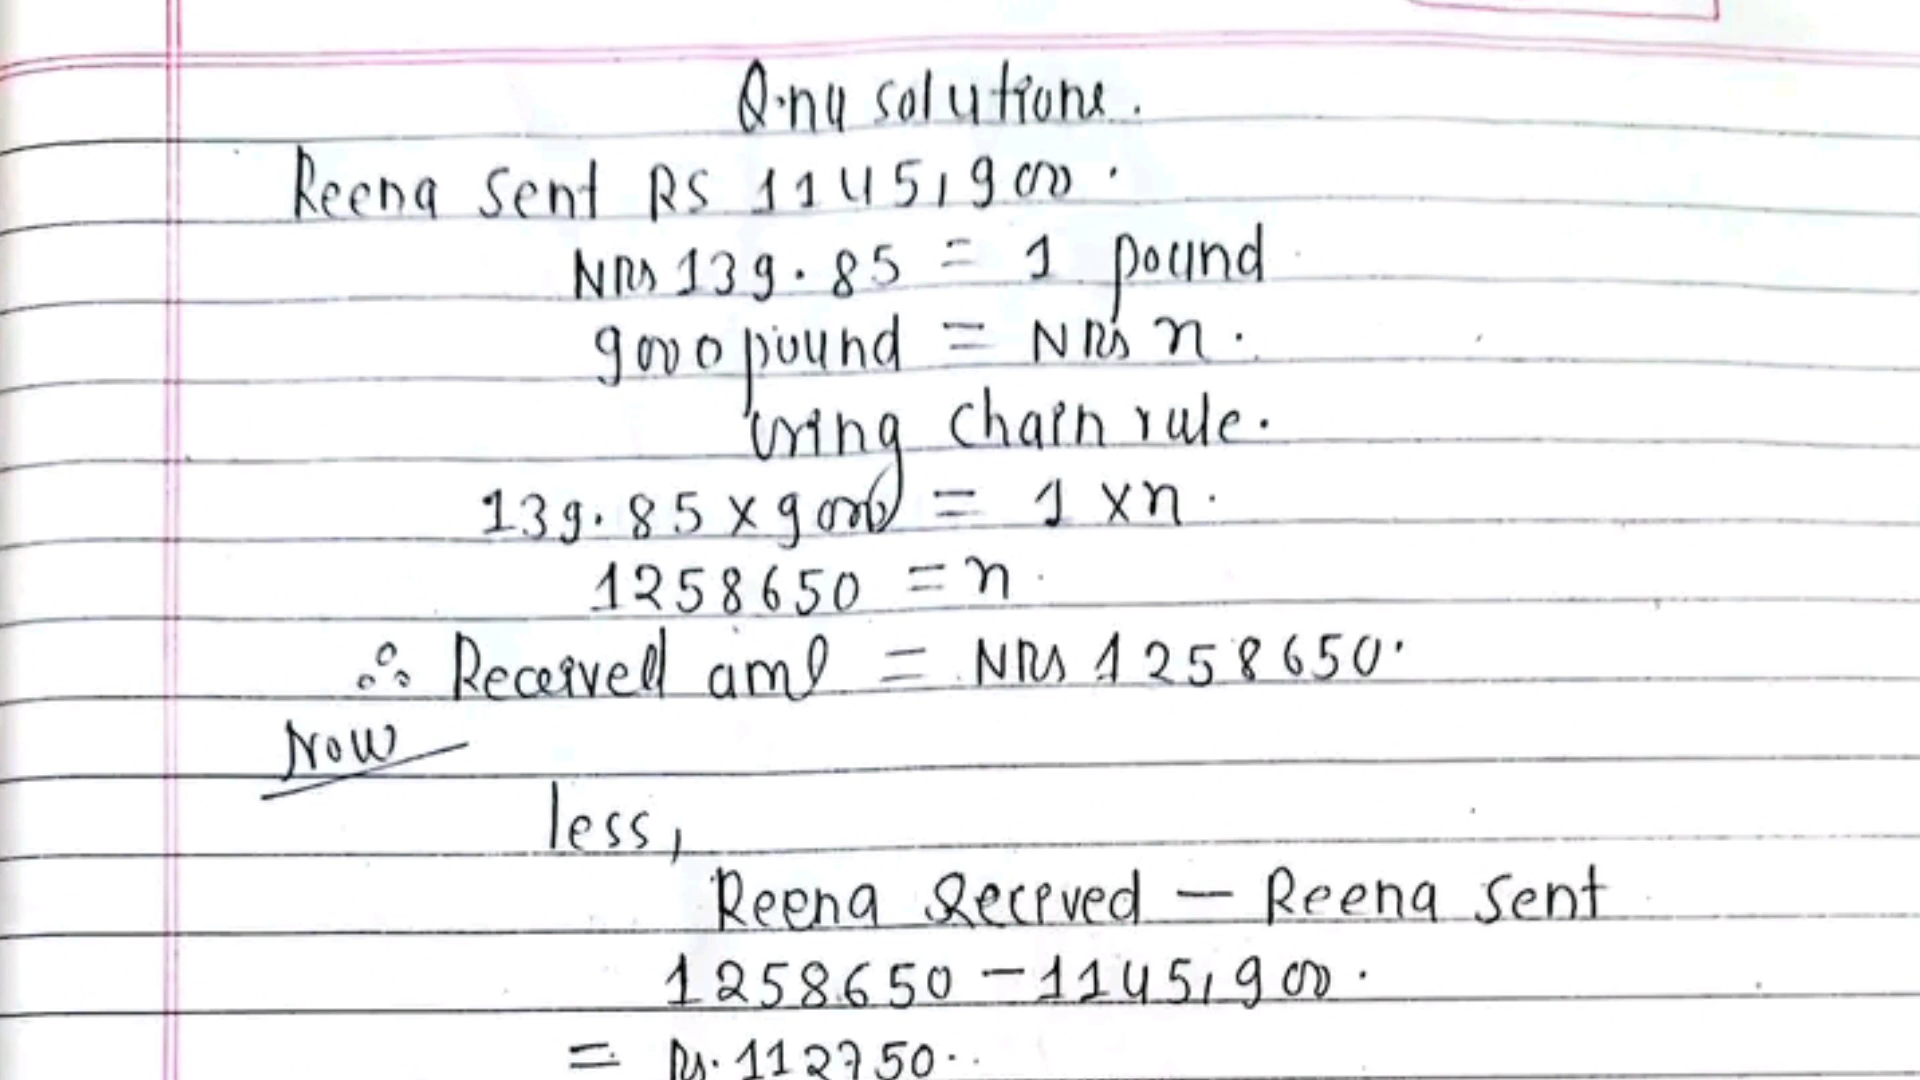 Q.n4 solutions.
Reena sent RS 1145,900.
NRs 139.85 = 1 pound
9000 pound = NRs x.
using chain rule.
139.85 x 9000 = 1 x x.
1258650 = x.
∴ Received amt = NRs 1258650.
Now
less,
Reena Recived - Reena sent
1258650 - 1145,900.
= Rs. 112750..